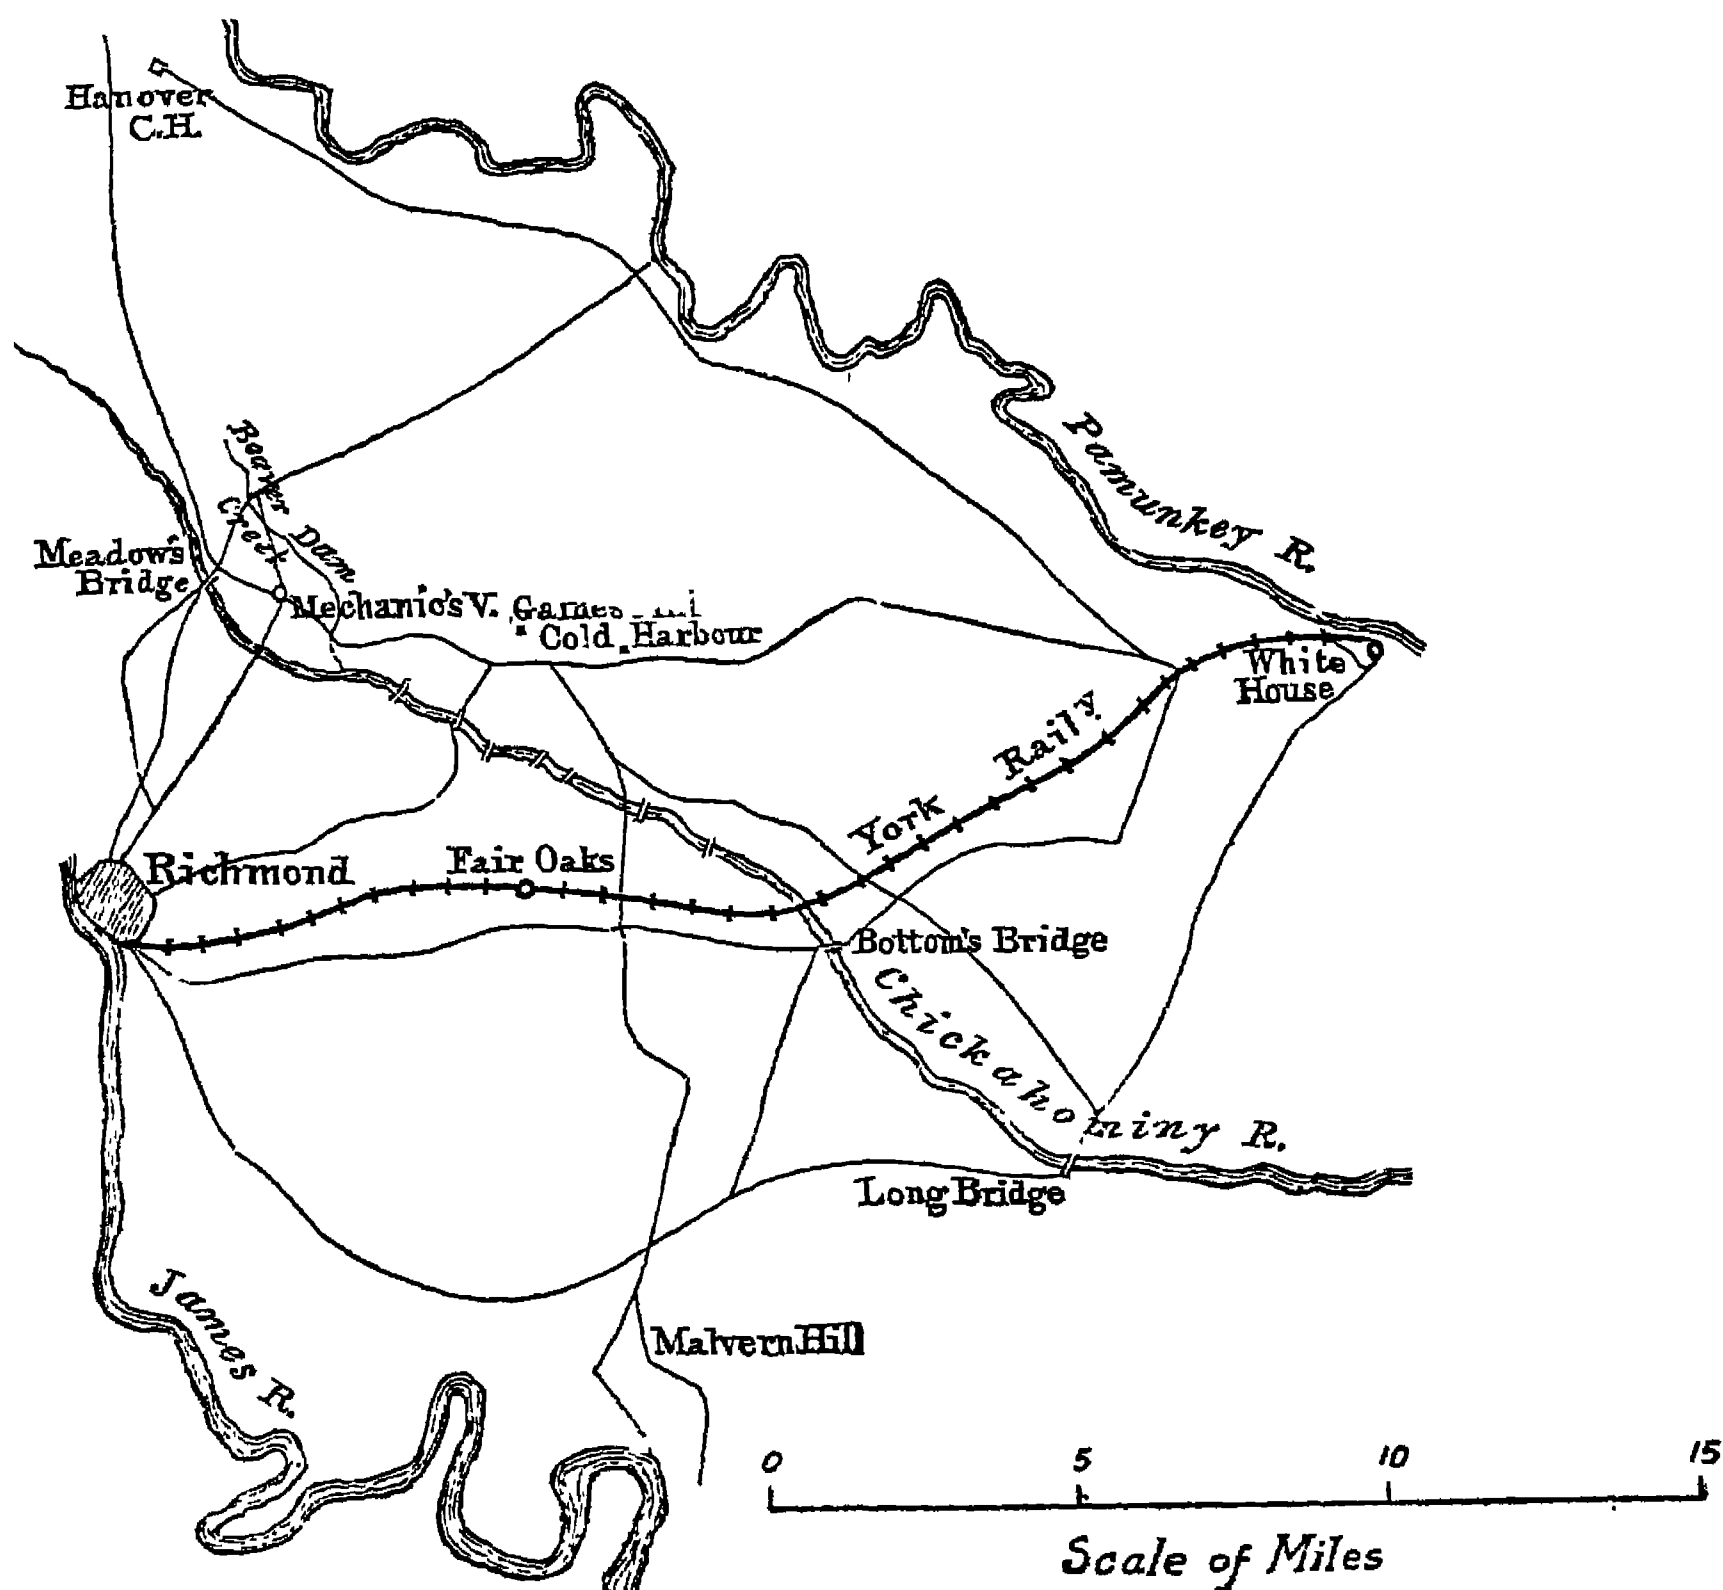 Hanover
C.H.
Pamunkey R.
Beaver
Dam
Creek
Meadow's
Bridge
Mechanic's V.
Cold Harbour
White
House
York Raily
Richmond
Fair Oaks
Bottom's Bridge
Chickahominy R.
Long Bridge
James R.
Malvern Hill
0 5 10 15
Scale of Miles